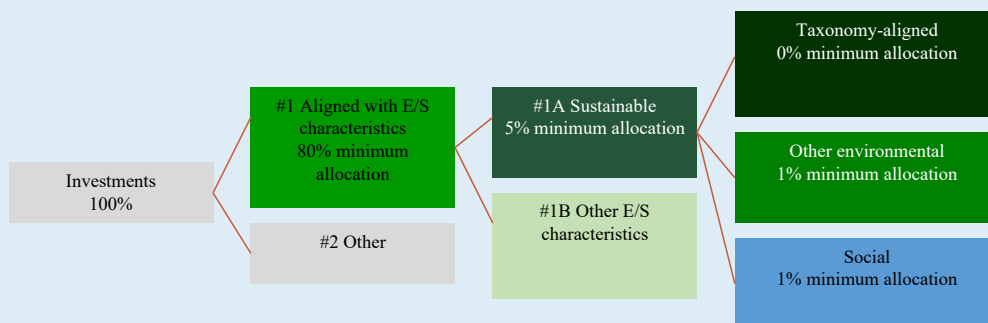 Investments
100%
#1 Aligned with E/S
characteristics
80% minimum
allocation
#2 Other
#1A Sustainable
5% minimum allocation
#1B Other E/S
characteristics
Taxonomy-aligned
0% minimum allocation
Other environmental
1% minimum allocation
Social
1% minimum allocation